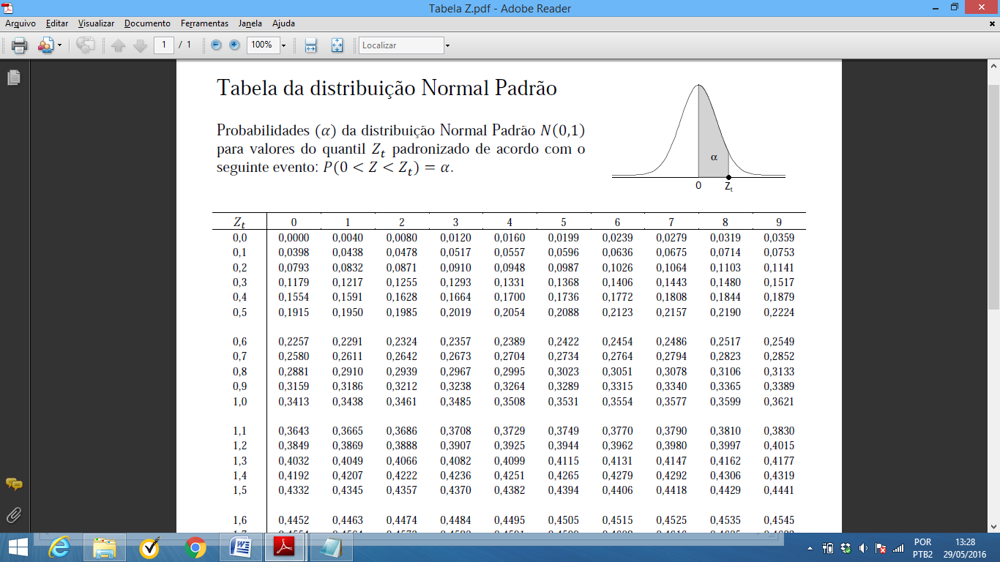 Tabela Z.pdf - Adobe Reader
Arquivo Editar Visualizar Documento Ferramentas Janela Ajuda
1 / 1 100% Localizar
Tabela da distribuição Normal Padrão
Probabilidades (α) da distribuição Normal Padrão N(0,1)
para valores do quantil Zt padronizado de acordo com o
seguinte evento: P(0 < Z < Zt) = α.
α
0 Zt
Zt 0 1 2 3 4 5 6 7 8 9
0,0 0,0000 0,0040 0,0080 0,0120 0,0160 0,0199 0,0239 0,0279 0,0319 0,0359
0,1 0,0398 0,0438 0,0478 0,0517 0,0557 0,0596 0,0636 0,0675 0,0714 0,0753
0,2 0,0793 0,0832 0,0871 0,0910 0,0948 0,0987 0,1026 0,1064 0,1103 0,1141
0,3 0,1179 0,1217 0,1255 0,1293 0,1331 0,1368 0,1406 0,1443 0,1480 0,1517
0,4 0,1554 0,1591 0,1628 0,1664 0,1700 0,1736 0,1772 0,1808 0,1844 0,1879
0,5 0,1915 0,1950 0,1985 0,2019 0,2054 0,2088 0,2123 0,2157 0,2190 0,2224
0,6 0,2257 0,2291 0,2324 0,2357 0,2389 0,2422 0,2454 0,2486 0,2517 0,2549
0,7 0,2580 0,2611 0,2642 0,2673 0,2704 0,2734 0,2764 0,2794 0,2823 0,2852
0,8 0,2881 0,2910 0,2939 0,2967 0,2995 0,3023 0,3051 0,3078 0,3106 0,3133
0,9 0,3159 0,3186 0,3212 0,3238 0,3264 0,3289 0,3315 0,3340 0,3365 0,3389
1,0 0,3413 0,3438 0,3461 0,3485 0,3508 0,3531 0,3554 0,3577 0,3599 0,3621
1,1 0,3643 0,3665 0,3686 0,3708 0,3729 0,3749 0,3770 0,3790 0,3810 0,3830
1,2 0,3849 0,3869 0,3888 0,3907 0,3925 0,3944 0,3962 0,3980 0,3997 0,4015
1,3 0,4032 0,4049 0,4066 0,4082 0,4099 0,4115 0,4131 0,4147 0,4162 0,4177
1,4 0,4192 0,4207 0,4222 0,4236 0,4251 0,4265 0,4279 0,4292 0,4306 0,4319
1,5 0,4332 0,4345 0,4357 0,4370 0,4382 0,4394 0,4406 0,4418 0,4429 0,4441
1,6 0,4452 0,4463 0,4474 0,4484 0,4495 0,4505 0,4515 0,4525 0,4535 0,4545
POR 13:28
PTB2 29/05/2016